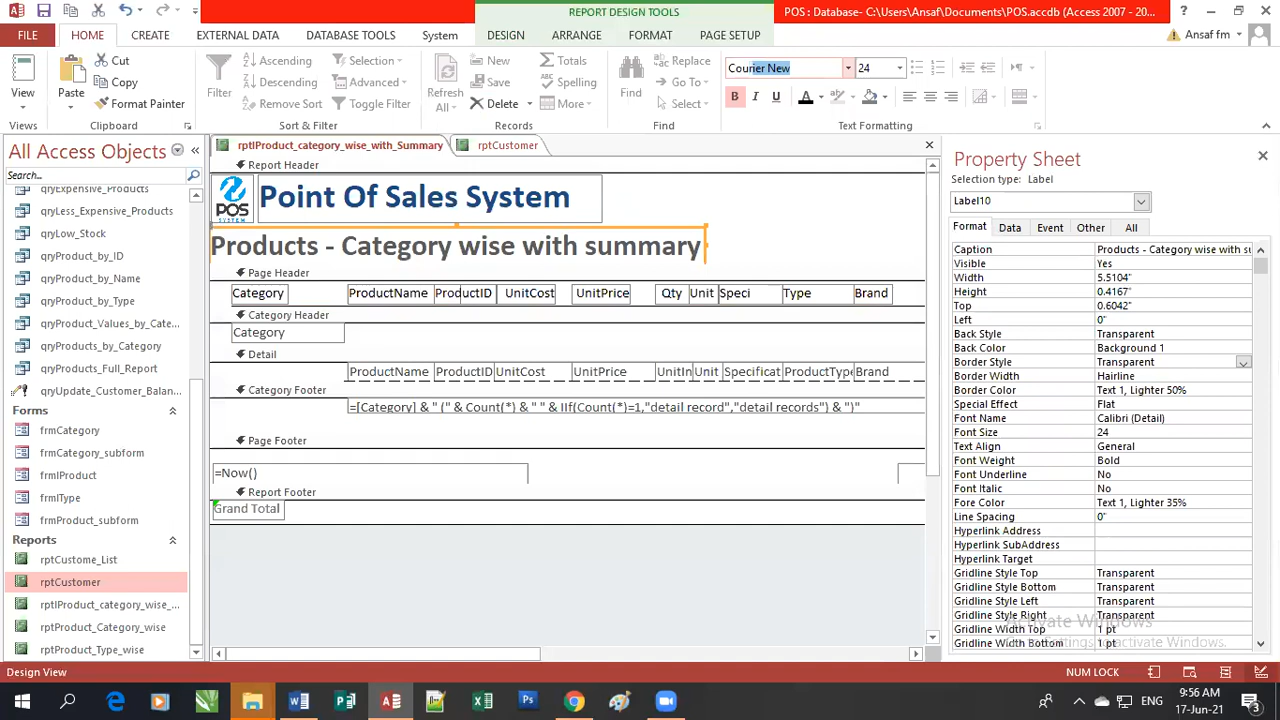 REPORT DESIGN TOOLS
POS : Database- C:\Users\Ansaf\Documents\POS.accdb (Access 2007 - 20...
FILE HOME CREATE EXTERNAL DATA DATABASE TOOLS System DESIGN ARRANGE FORMAT PAGE SETUP
Ansaf fm
View
Views
Paste
Cut
Copy
Format Painter
Clipboard
Filter
Ascending
Descending
Remove Sort
Selection
Advanced
Toggle Filter
Sort & Filter
Refresh
All
New
Save
Delete
Totals
Spelling
More
Records
Find
Replace
Go To
Select
Find
Courier New
24
B I U A
Text Formatting
All Access Objects
Search...
qryExpensive_Products
qryLess_Expensive_Products
qryLow_Stock
qryProduct_by_ID
qryProduct_by_Name
qryProduct_by_Type
qryProduct_Values_by_Cate...
qryProducts_by_Category
qryProducts_Full_Report
qryUpdate_Customer_Balan...
Forms
frmCategory
frmCategory_subform
frmlProduct
frmlType
frmProduct_subform
Reports
rptCustome_List
rptCustomer
rptlProduct_category_wise_...
rptProduct_Category_wise
rptProduct_Type_wise
rptlProduct_category_wise_with_Summary
rptCustomer
Report Header
POS
SYSTEM
Point Of Sales System
Products - Category wise with summary
Page Header
Category ProductName ProductID UnitCost UnitPrice Qty Unit Speci Type Brand
Category Header
Category
Detail
ProductName ProductID UnitCost UnitPrice UnitIn Unit Specificat ProductType Brand
Category Footer
=[Category] & " (" & Count(*) & " " & IIf(Count(*)=1,"detail record","detail records") & ")"
Page Footer
=Now()
Report Footer
Grand Total
Property Sheet
Selection type: Label
Label10
Format Data Event Other All
Caption Products - Category wise with su
Visible Yes
Width 5.5104"
Height 0.4167"
Top 0.6042"
Left 0"
Back Style Transparent
Back Color Background 1
Border Style Transparent
Border Width Hairline
Border Color Text 1, Lighter 50%
Special Effect Flat
Font Name Calibri (Detail)
Font Size 24
Text Align General
Font Weight Bold
Font Underline No
Font Italic No
Fore Color Text 1, Lighter 35%
Line Spacing 0"
Hyperlink Address
Hyperlink SubAddress
Hyperlink Target
Gridline Style Top Transparent
Gridline Style Bottom Transparent
Gridline Style Left Transparent
Gridline Style Right Transparent
Gridline Width Top 1 pt
Gridline Width Bottom 1 pt
Activate Windows
Go to Settings to activate Windows.
Design View
NUM LOCK
ENG
9:56 AM
17-Jun-21
3